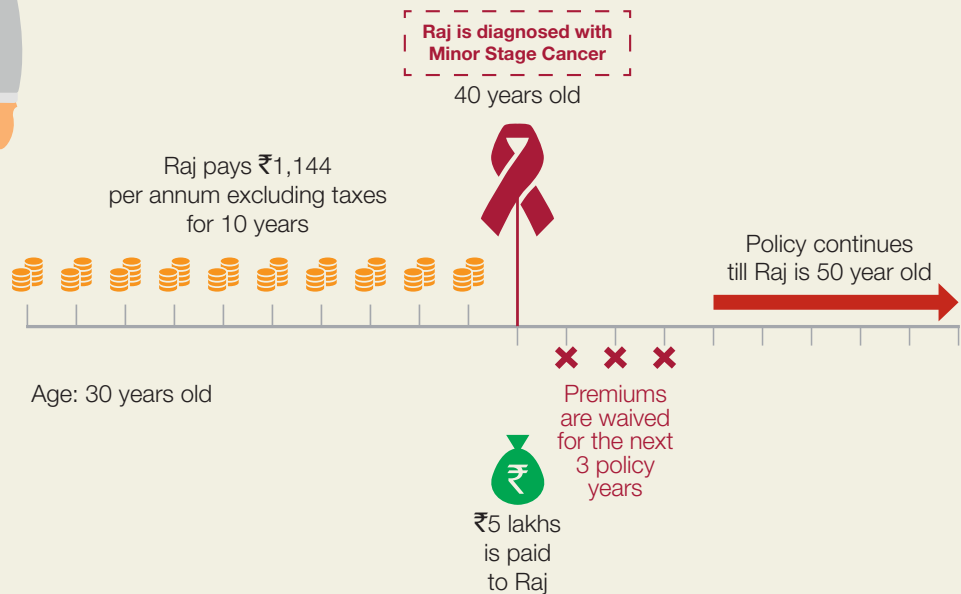 Raj is diagnosed with
Minor Stage Cancer
40 years old
Raj pays ₹1,144
per annum excluding taxes
for 10 years
Policy continues
till Raj is 50 year old
Age: 30 years old
Premiums
are waived
for the next
3 policy
years
₹
₹5 lakhs
is paid
to Raj